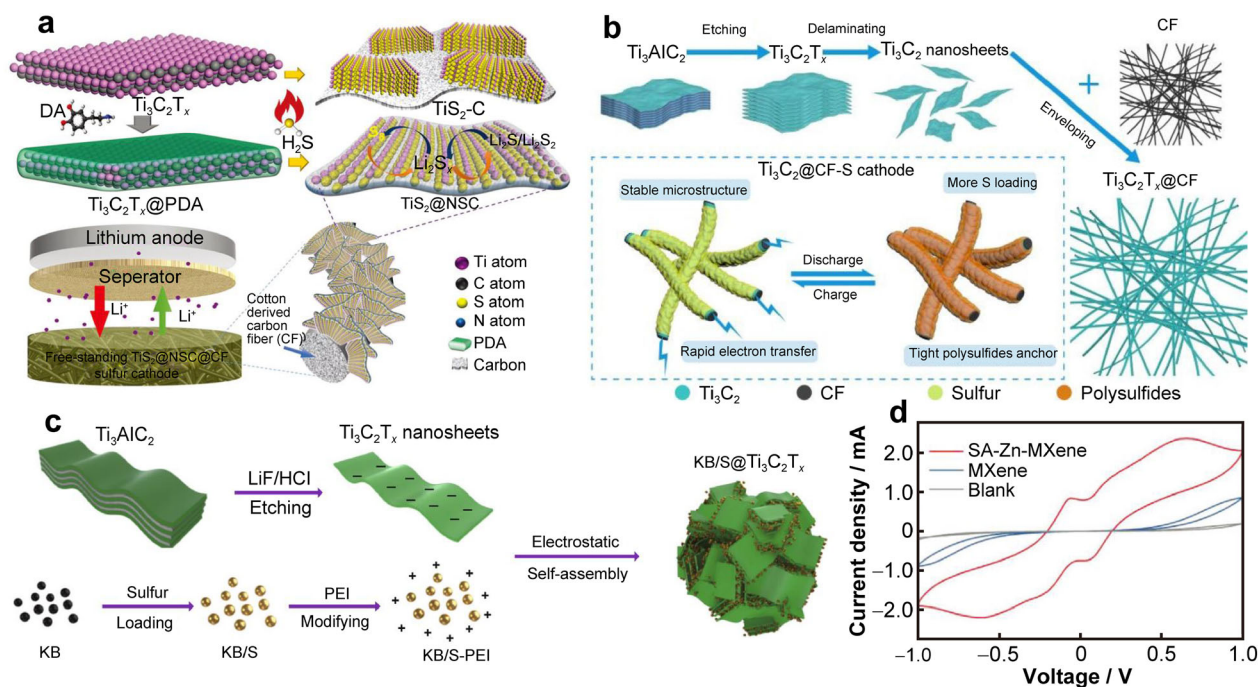 a
Ti₃C₂Tₓ
DA
H₂S
TiS₂-C
Li₂S/Li₂S₂
Li₂Sₓ
Ti₃C₂Tₓ@PDA
TiS₂@NSC
Lithium anode
Seperator
Li⁺
Li⁺
Free-standing TiS₂@NSC@CF
sulfur cathode
Cotton
derived
carbon
fiber (CF)
Ti atom
C atom
S atom
N atom
PDA
Carbon
b
Ti₃AlC₂
Etching
Ti₃C₂Tₓ
Delaminating
Ti₃C₂ nanosheets
+
CF
Enveloping
Ti₃C₂Tₓ@CF
Ti₃C₂@CF-S cathode
Stable microstructure
More S loading
Discharge
Charge
Rapid electron transfer
Tight polysulfides anchor
Ti₃C₂
CF
Sulfur
Polysulfides
c
Ti₃AlC₂
LiF/HCl
Etching
Ti₃C₂Tₓ nanosheets
KB
Sulfur
Loading
KB/S
PEI
Modifying
KB/S-PEI
Electrostatic
Self-assembly
KB/S@Ti₃C₂Tₓ
d
SA-Zn-MXene
MXene
Blank
Current density / mA
2.0
1.0
0
−1.0
−2.0
−1.0
−0.5
0
0.5
1.0
Voltage / V